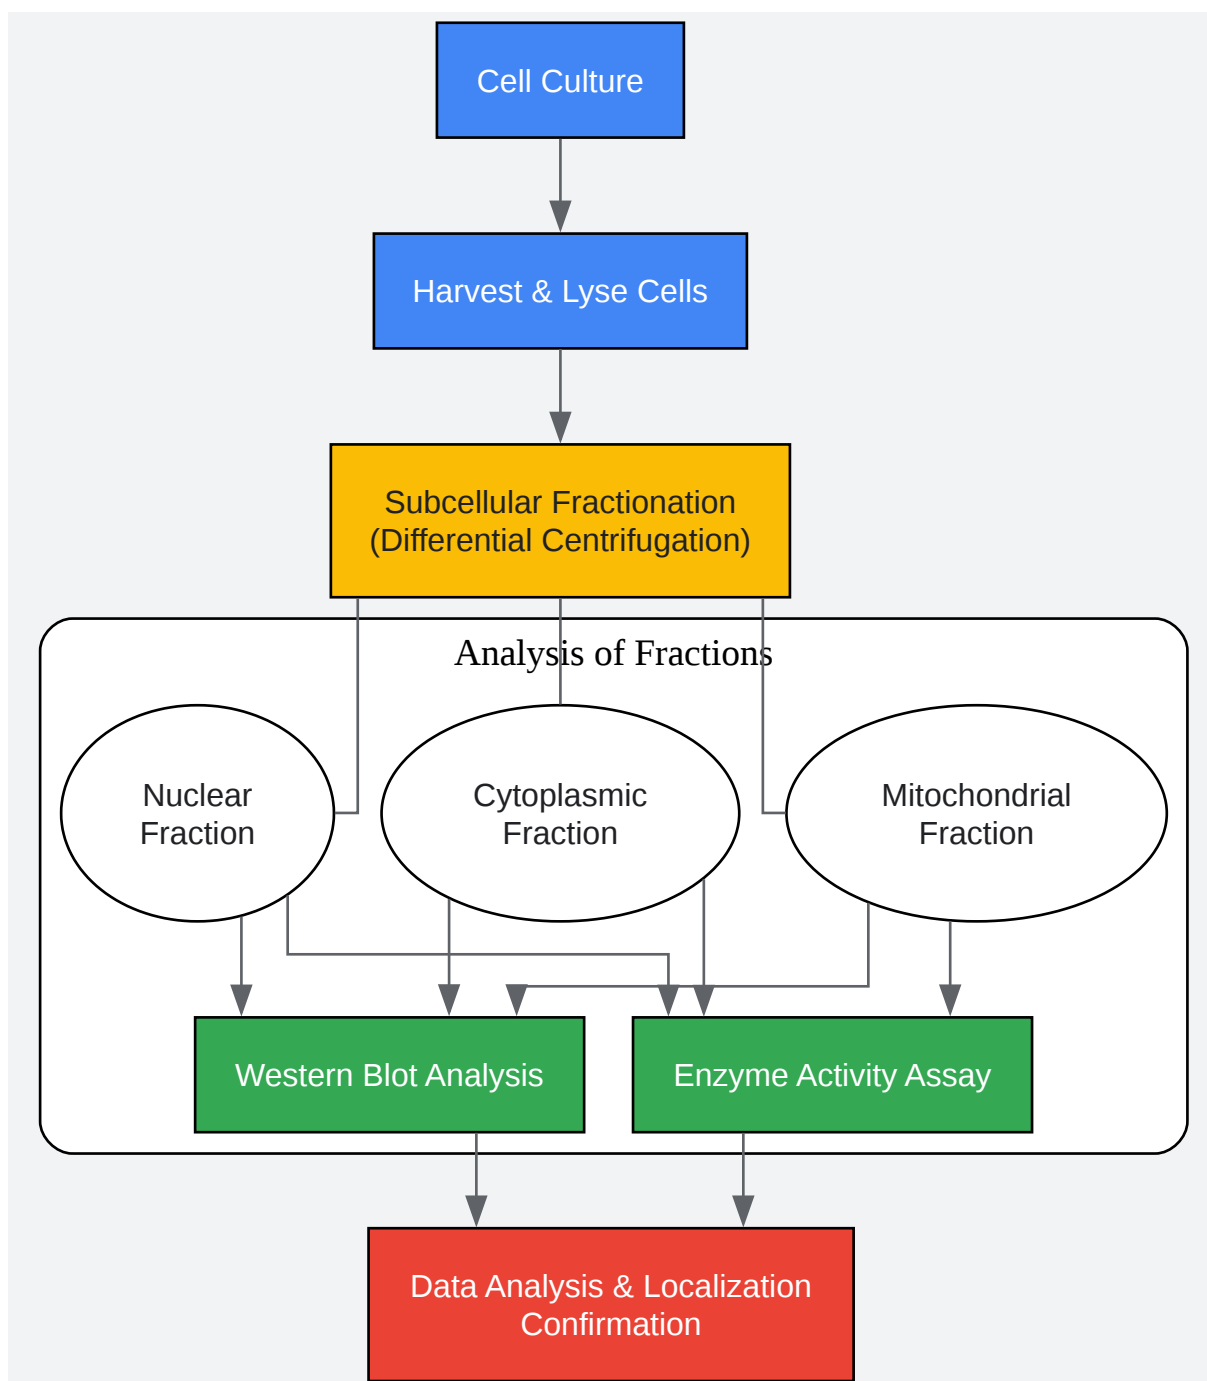 Cell Culture
Harvest & Lyse Cells
Subcellular Fractionation
(Differential Centrifugation)
Analysis of Fractions
Nuclear
Fraction
Cytoplasmic
Fraction
Mitochondrial
Fraction
Western Blot Analysis
Enzyme Activity Assay
Data Analysis & Localization
Confirmation